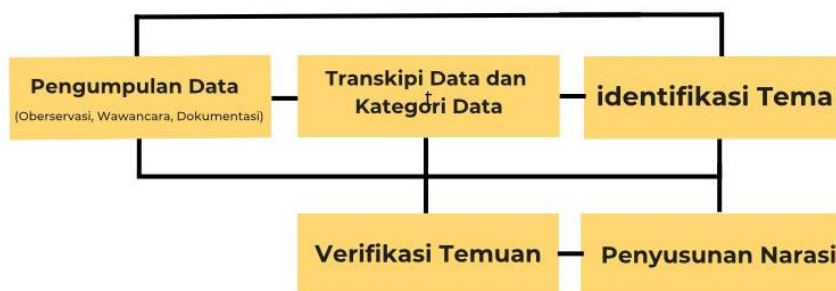 Pengumpulan Data
(Oberservasi, Wawancara, Dokumentasi)
Transkipi Data dan
Kategori Data
identifikasi Tema
Verifikasi Temuan
Penyusunan Narasi